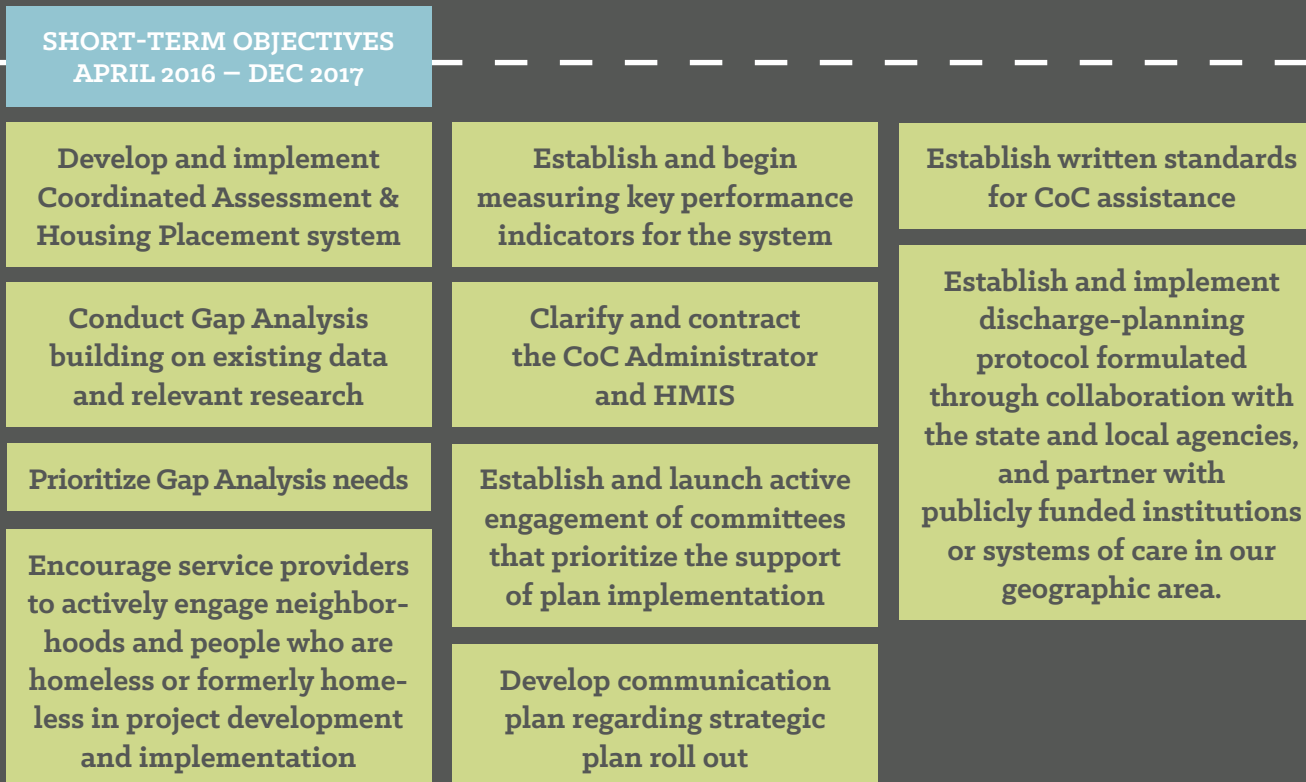 SHORT-TERM OBJECTIVES
APRIL 2016 – DEC 2017
Develop and implement
Coordinated Assessment &
Housing Placement system
Conduct Gap Analysis
building on existing data
and relevant research
Prioritize Gap Analysis needs
Encourage service providers
to actively engage neighbor-
hoods and people who are
homeless or formerly home-
less in project development
and implementation
Establish and begin
measuring key performance
indicators for the system
Clarify and contract
the CoC Administrator
and HMIS
Establish and launch active
engagement of committees
that prioritize the support
of plan implementation
Develop communication
plan regarding strategic
plan roll out
Establish written standards
for CoC assistance
Establish and implement
discharge-planning
protocol formulated
through collaboration with
the state and local agencies,
and partner with
publicly funded institutions
or systems of care in our
geographic area.